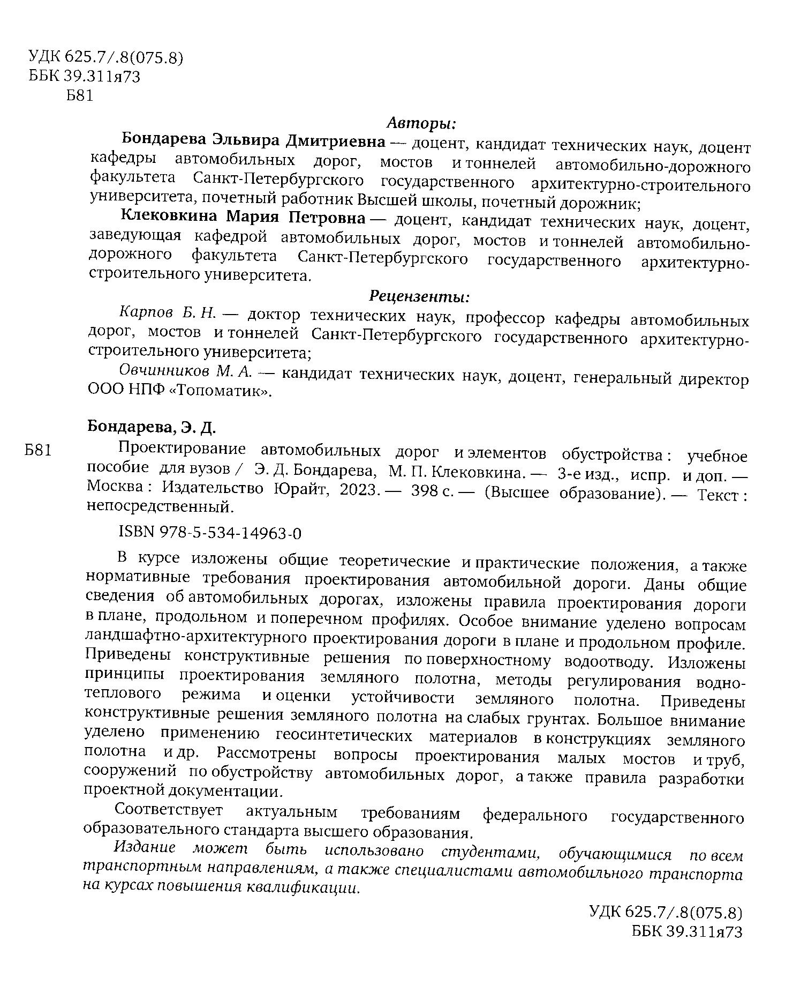 УДК 625.7/.8(075.8)
ББК 39.311я73
Б81
Авторы:
Бондарева Эльвира Дмитриевна — доцент, кандидат технических наук, доцент
кафедры автомобильных дорог, мостов и тоннелей автомобильно-дорожного
факультета Санкт-Петербургского государственного архитектурно-строительного
университета, почетный работник Высшей школы, почетный дорожник;
Клековкина Мария Петровна — доцент, кандидат технических наук, доцент,
заведующая кафедрой автомобильных дорог, мостов и тоннелей автомобильно-
дорожного факультета Санкт-Петербургского государственного архитектурно-
строительного университета.
Рецензенты:
Карпов Б. Н. — доктор технических наук, профессор кафедры автомобильных
дорог, мостов и тоннелей Санкт-Петербургского государственного архитектурно-
строительного университета;
Овчинников М. А. — кандидат технических наук, доцент, генеральный директор
ООО НПФ «Топоматик».
Бондарева, Э. Д.
Б81 Проектирование автомобильных дорог и элементов обустройства : учебное
пособие для вузов / Э. Д. Бондарева, М. П. Клековкина. — 3-е изд., испр. и доп. —
Москва : Издательство Юрайт, 2023. — 398 с. — (Высшее образование). — Текст :
непосредственный.
ISBN 978-5-534-14963-0
В курсе изложены общие теоретические и практические положения, а также
нормативные требования проектирования автомобильной дороги. Даны общие
сведения об автомобильных дорогах, изложены правила проектирования дороги
в плане, продольном и поперечном профилях. Особое внимание уделено вопросам
ландшафтно-архитектурного проектирования дороги в плане и продольном профиле.
Приведены конструктивные решения по поверхностному водоотводу. Изложены
принципы проектирования земляного полотна, методы регулирования водно-
теплового режима и оценки устойчивости земляного полотна. Приведены
конструктивные решения земляного полотна на слабых грунтах. Большое внимание
уделено применению геосинтетических материалов в конструкциях земляного
полотна и др. Рассмотрены вопросы проектирования малых мостов и труб,
сооружений по обустройству автомобильных дорог, а также правила разработки
проектной документации.
Соответствует актуальным требованиям федерального государственного
образовательного стандарта высшего образования.
Издание может быть использовано студентами, обучающимися по всем
транспортным направлениям, а также специалистами автомобильного транспорта
на курсах повышения квалификации.
УДК 625.7/.8(075.8)
ББК 39.311я73